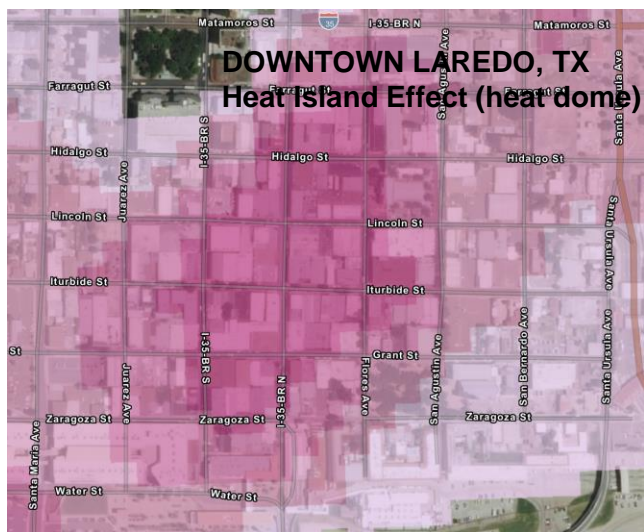 Matamoros St
35
I-35-BR N
Matamoros St
DOWNTOWN LAREDO, TX
Heat Island Effect (heat dome)
Farragut St
Farragut St
Farragut St
San Agustin Ave
Santa Ursula Ave
I-35-BR S
Hidalgo St
Hidalgo St
Hidalgo St
Juarez Ave
Lincoln St
Lincoln St
Santa Ursula Ave
Iturbide St
Iturbide St
St
Grant St
I-35-BR S
I-35-BR N
Juarez Ave
Flores Ave
San Agustin Ave
San Bernardo Ave
Santa Ursula Ave
Zaragoza St
Zaragoza St
Zaragoza St
Santa Maria Ave
Water St
Water St